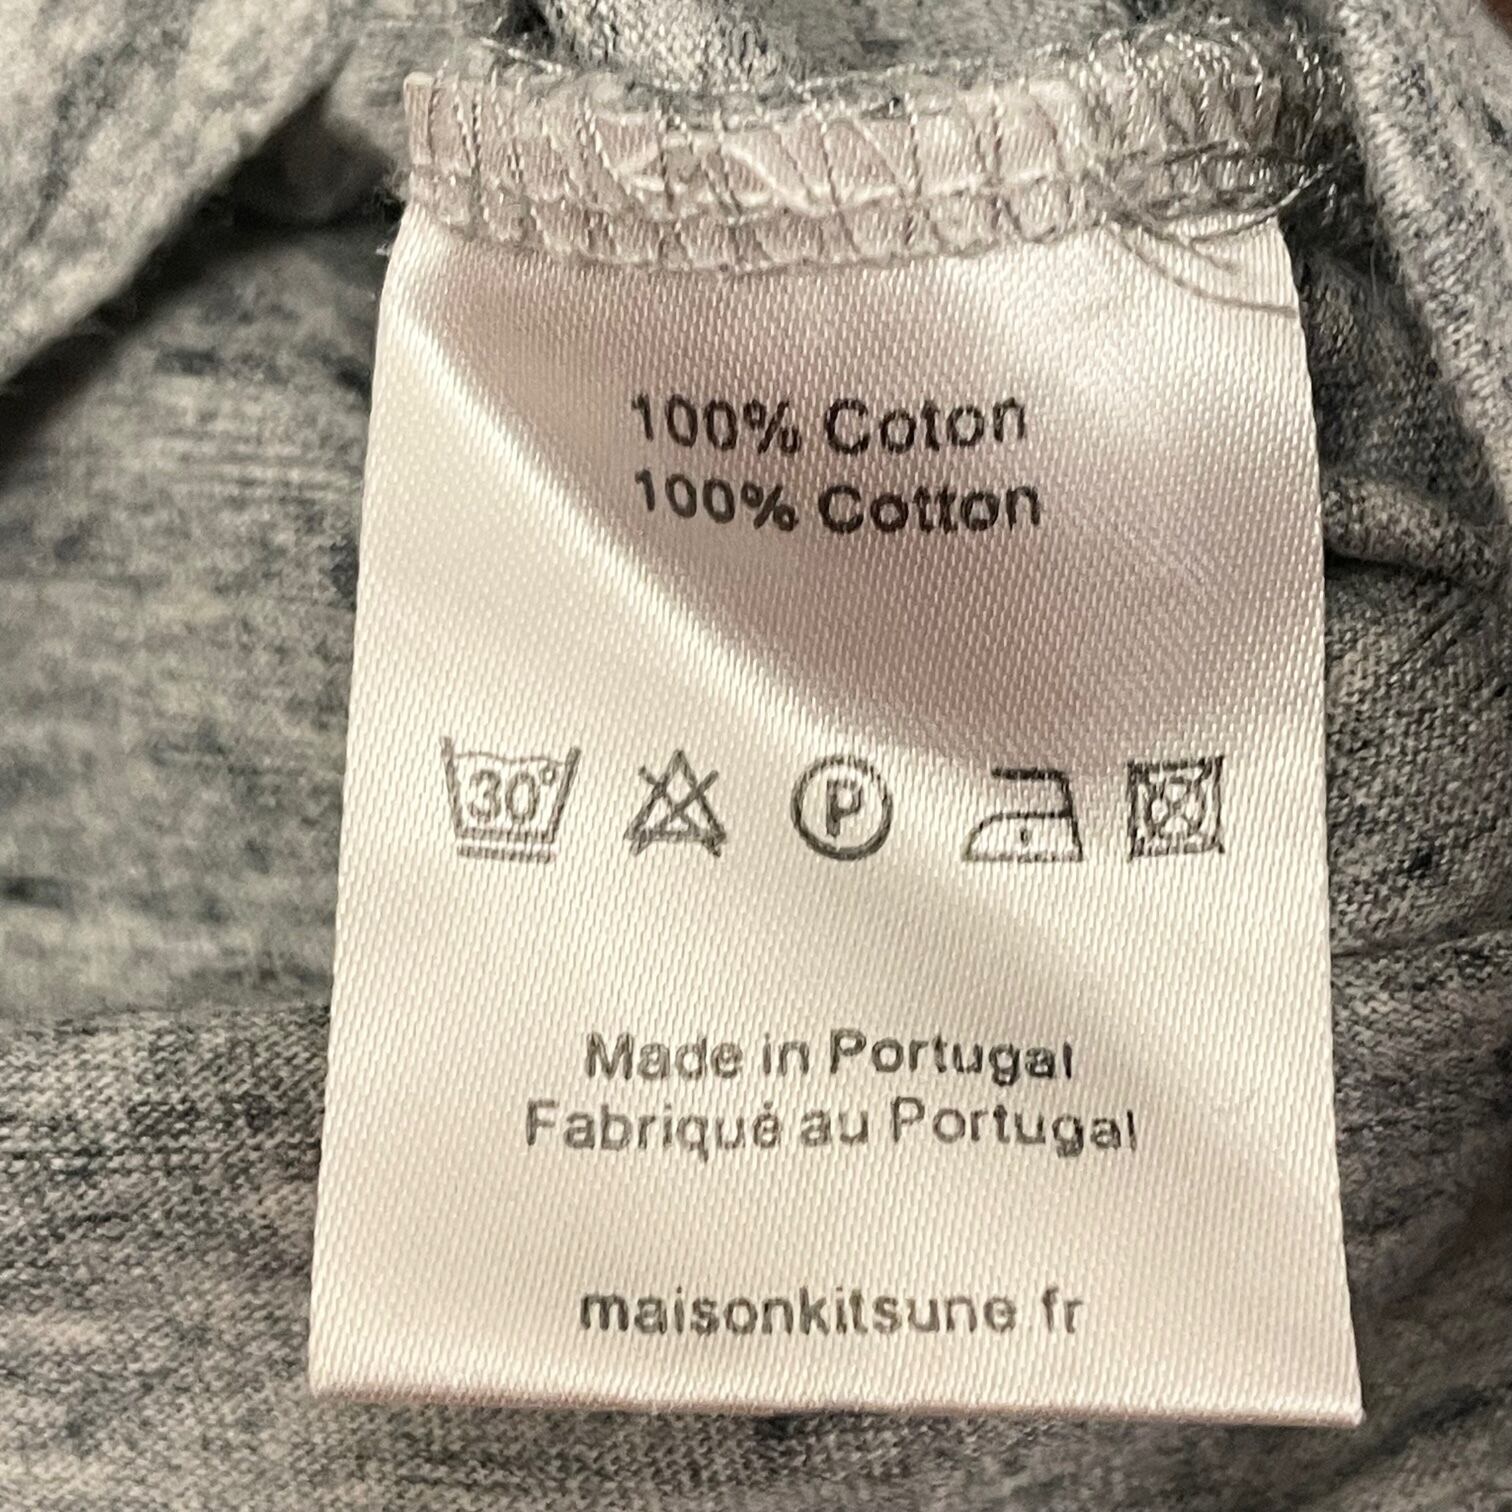 100% Coton
100% Cotton
30°
P
Made in Portugal
Fabriqué au Portugal
maisonkitsune.fr